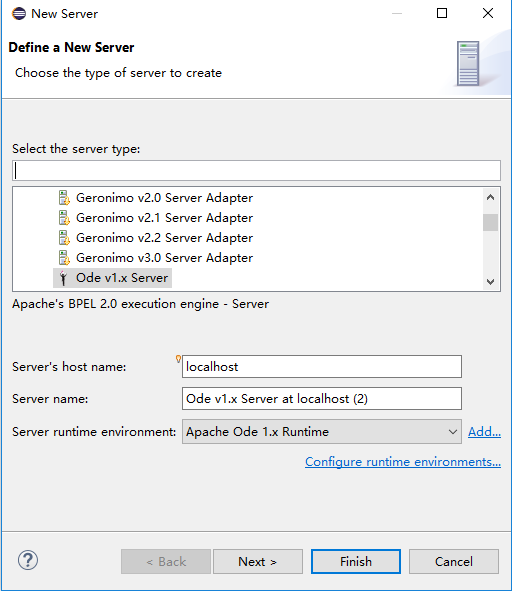 New Server
Define a New Server
Choose the type of server to create
Select the server type:
Geronimo v2.0 Server Adapter
Geronimo v2.1 Server Adapter
Geronimo v2.2 Server Adapter
Geronimo v3.0 Server Adapter
Ode v1.x Server
Apache's BPEL 2.0 execution engine - Server
Server's host name: localhost
Server name: Ode v1.x Server at localhost (2)
Server runtime environment: Apache Ode 1.x Runtime Add...
Configure runtime environments...
? < Back Next > Finish Cancel